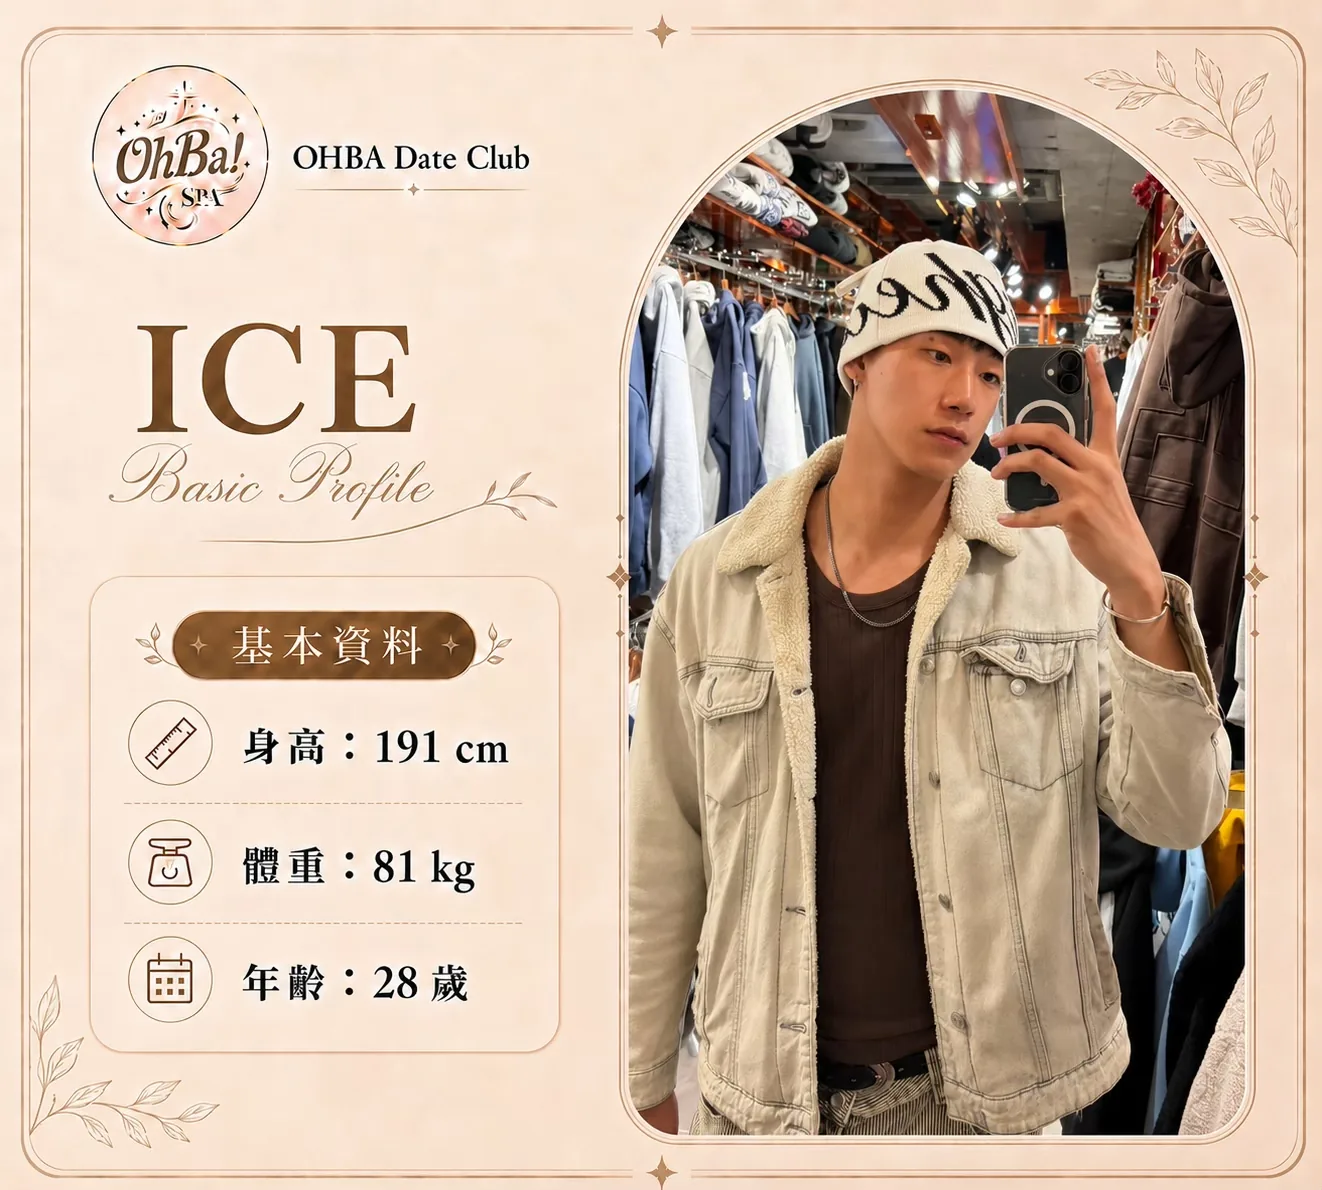 OhBa!
SPA
OHBA Date Club
ICE
Basic Profile
基本資料
身高：191 cm
體重：81 kg
年齡：28 歲